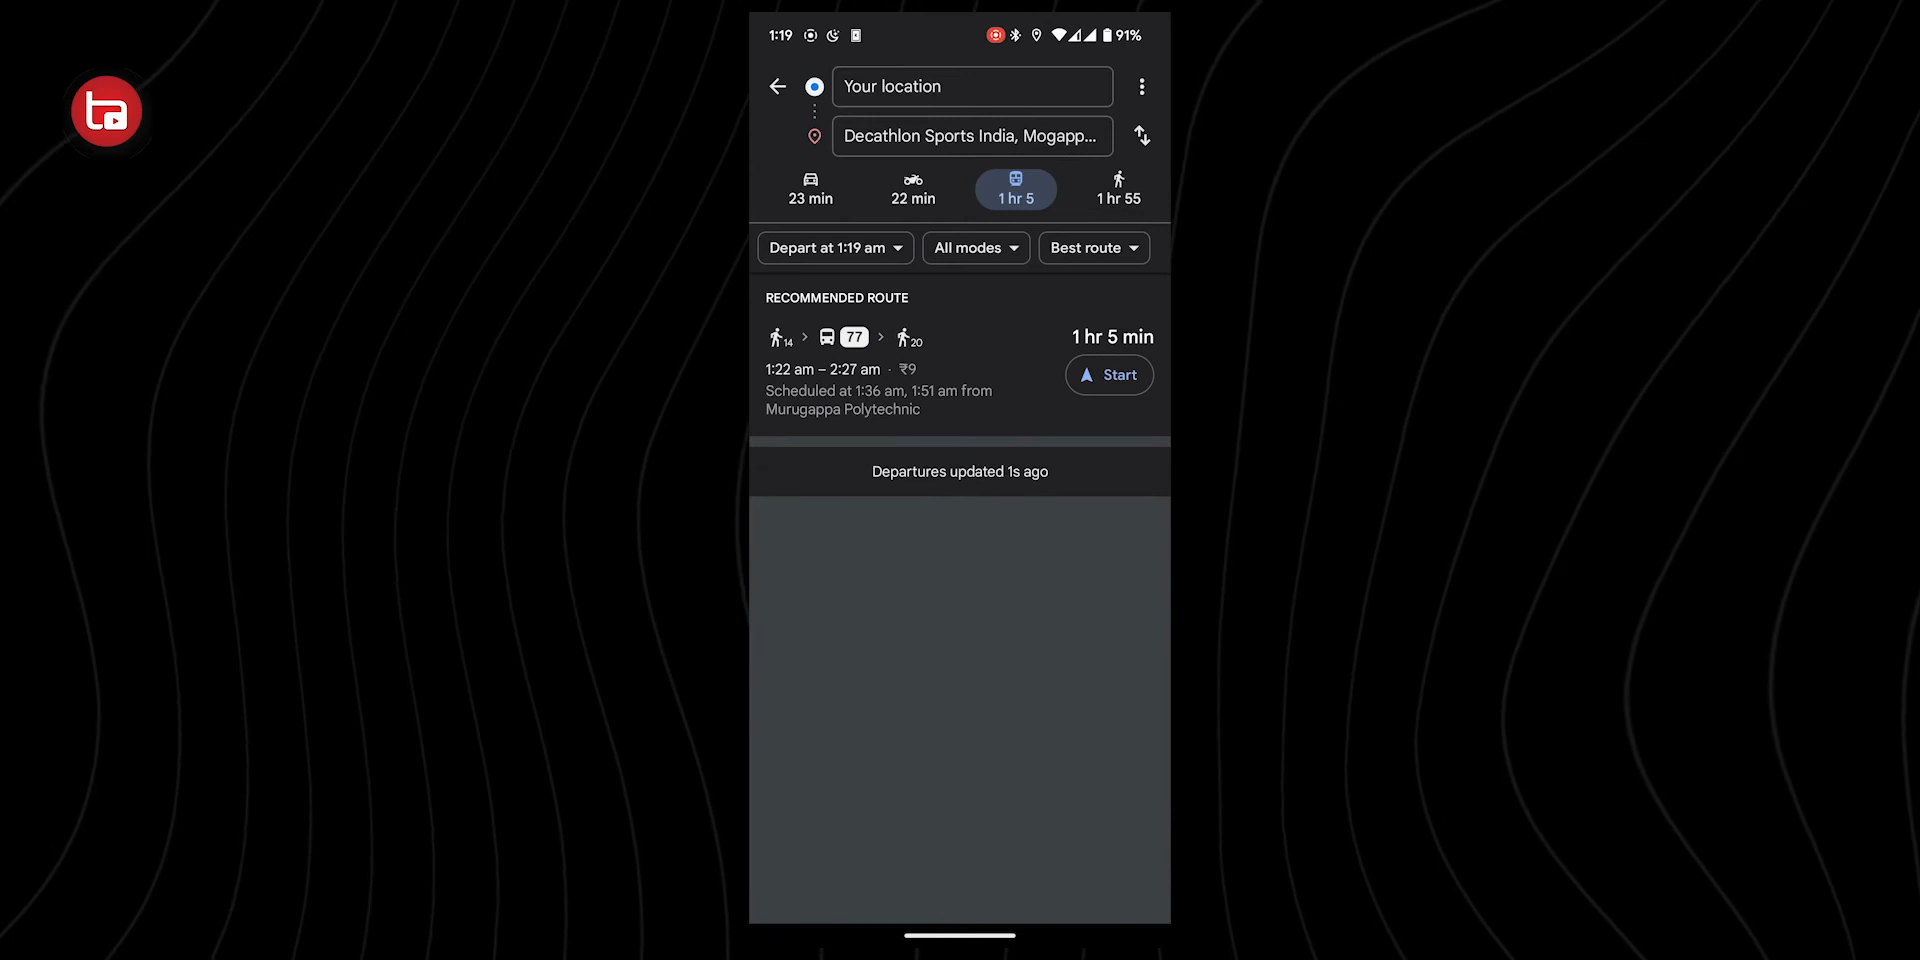 ta
1:19 91%
Your location
Decathlon Sports India, Mogapp...
23 min 22 min 1 hr 5 1 hr 55
Depart at 1:19 am All modes Best route
RECOMMENDED ROUTE
14 77 20 1 hr 5 min
1:22 am – 2:27 am · ₹9
Start
Scheduled at 1:36 am, 1:51 am from
Murugappa Polytechnic
Departures updated 1s ago